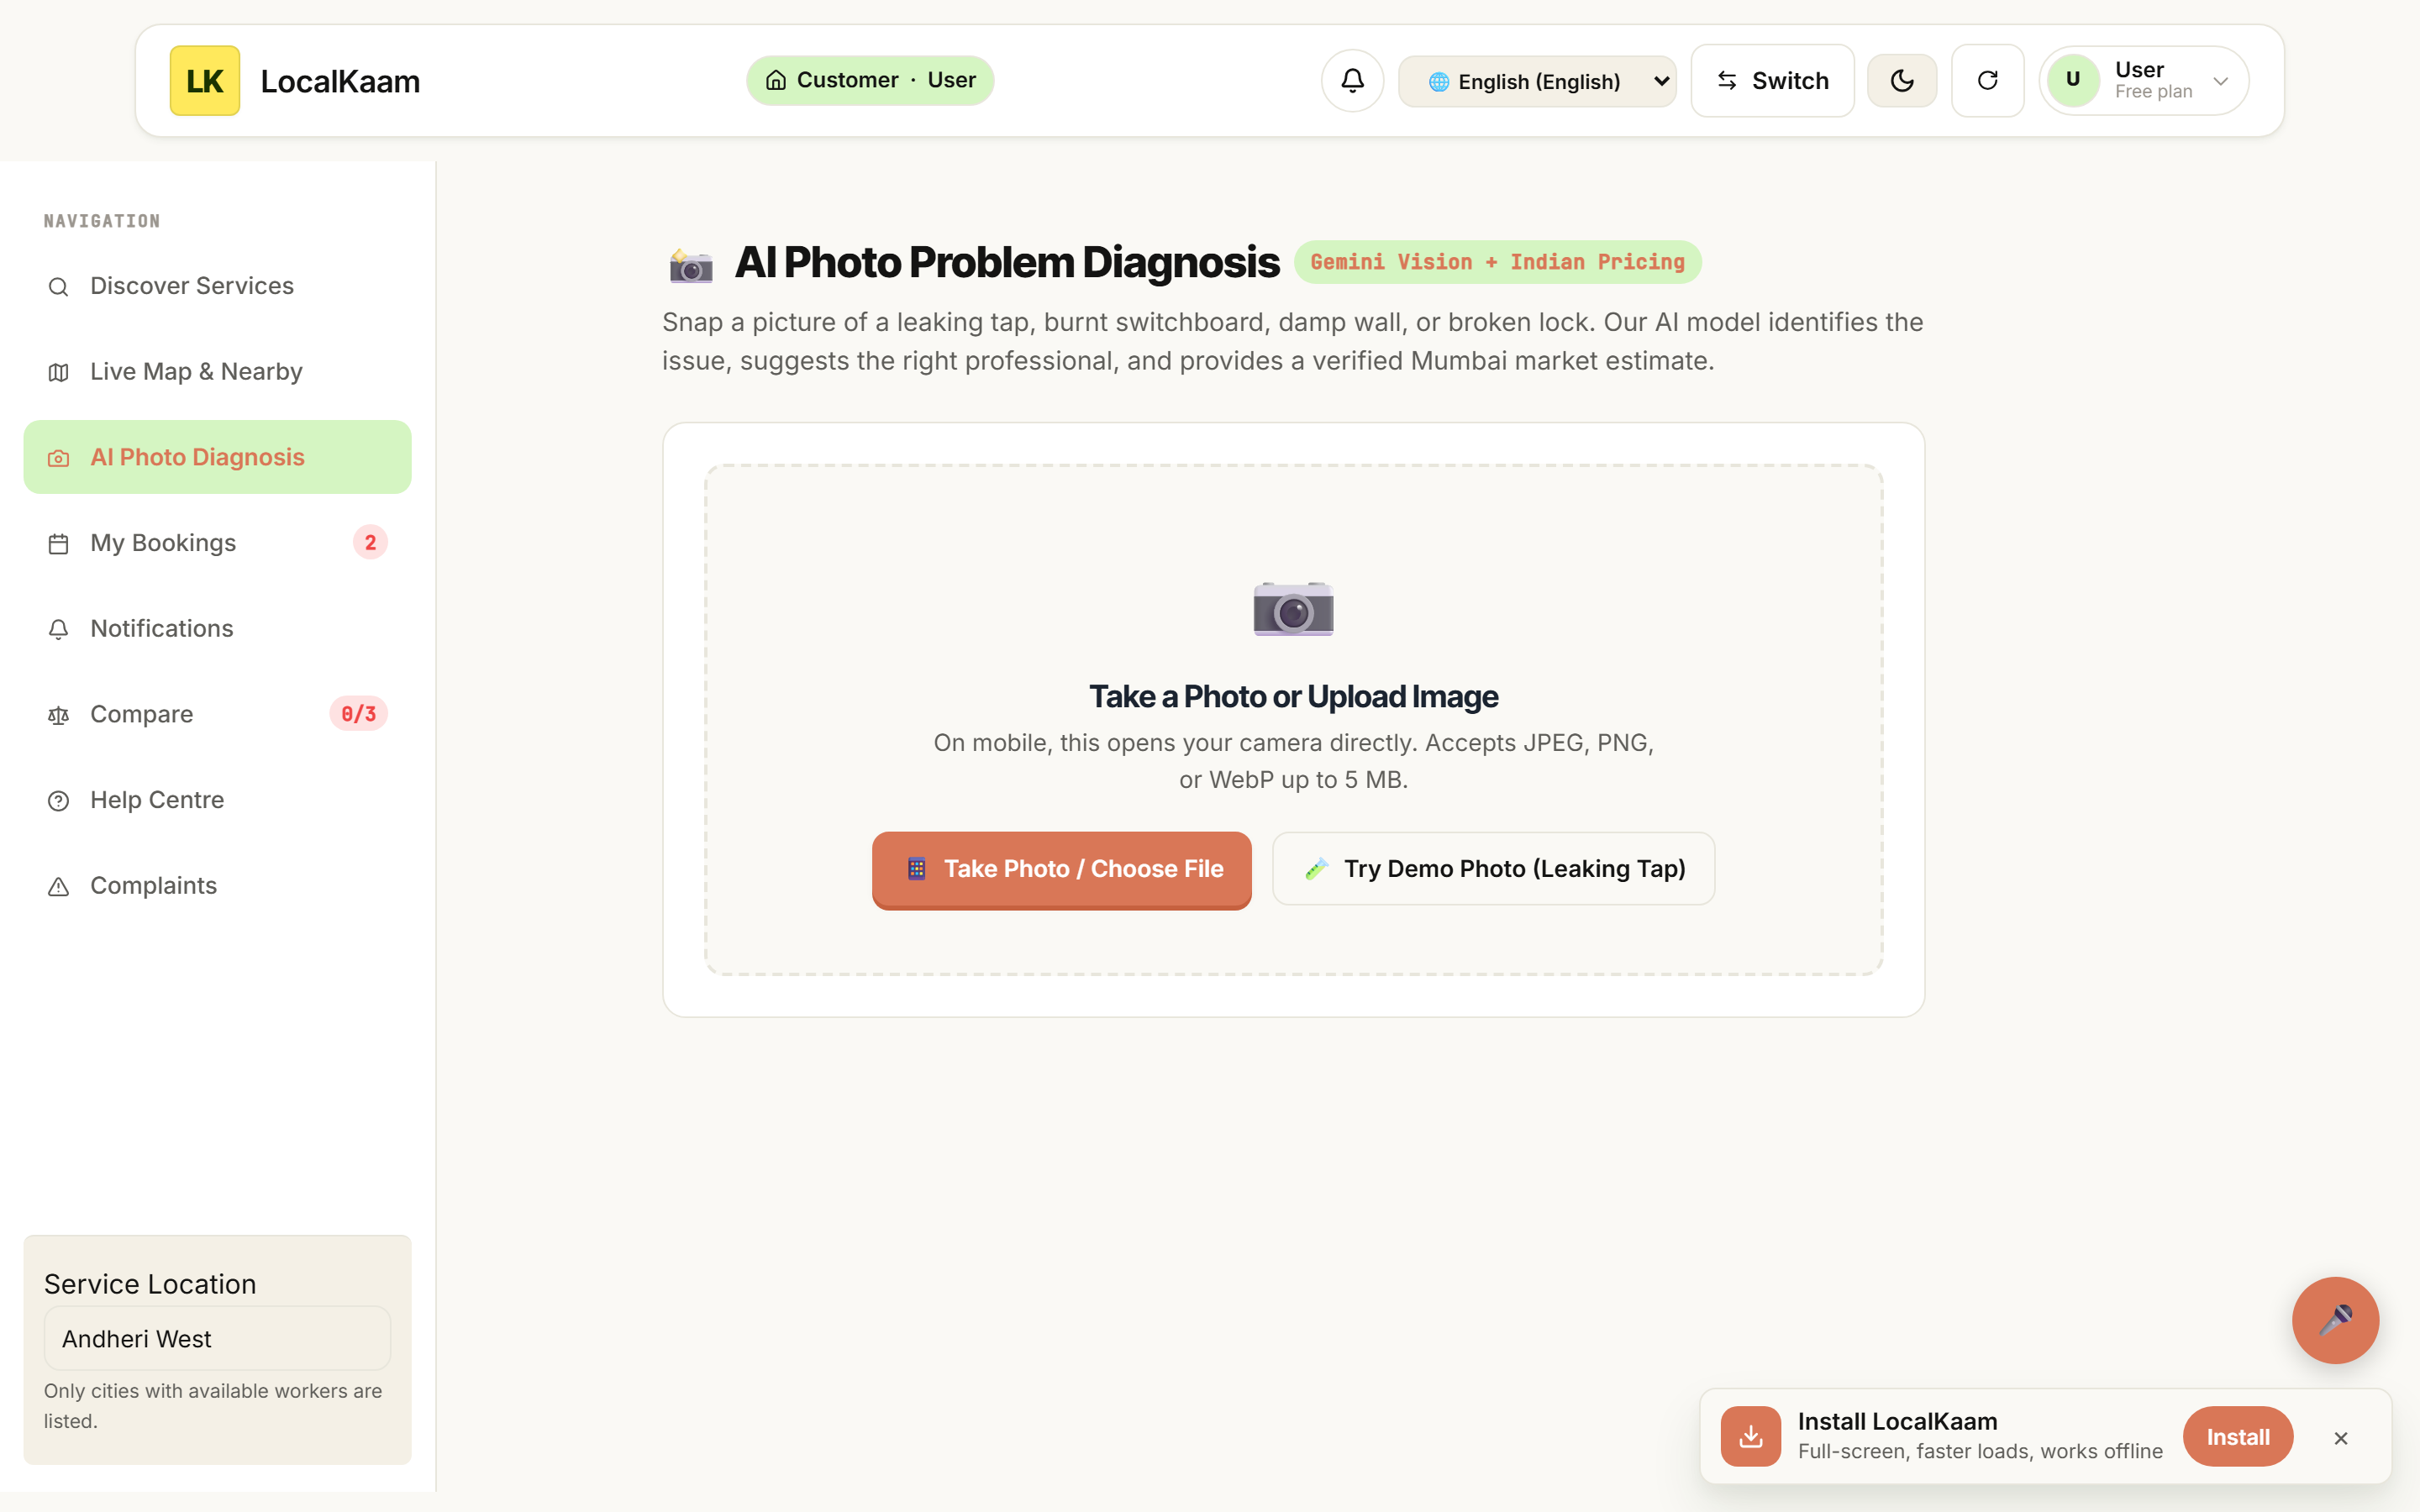 LK
LocalKaam
Customer · User
English (English)
Switch
U
User
Free plan
NAVIGATION
Discover Services
Live Map & Nearby
AI Photo Diagnosis
My Bookings
2
Notifications
Compare
0/3
Help Centre
Complaints
Service Location
Andheri West
Only cities with available workers are
listed.
AI Photo Problem Diagnosis
Gemini Vision + Indian Pricing
Snap a picture of a leaking tap, burnt switchboard, damp wall, or broken lock. Our AI model identifies the
issue, suggests the right professional, and provides a verified Mumbai market estimate.
Take a Photo or Upload Image
On mobile, this opens your camera directly. Accepts JPEG, PNG,
or WebP up to 5 MB.
Take Photo / Choose File
Try Demo Photo (Leaking Tap)
Install LocalKaam
Full-screen, faster loads, works offline
Install